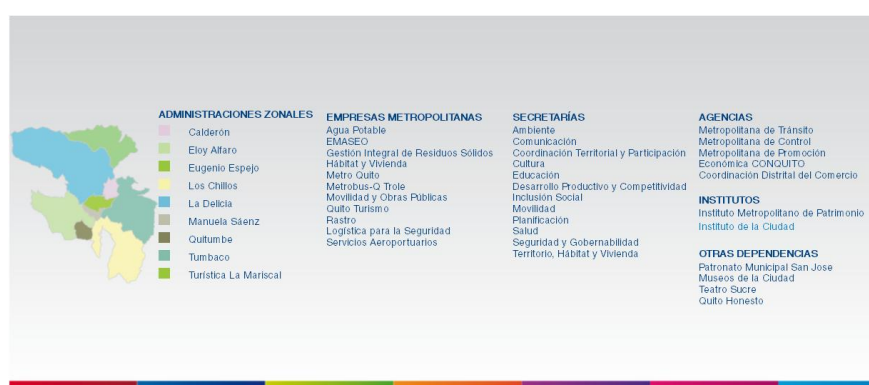 ADMINISTRACIONES ZONALES
Calderón
Eloy Alfaro
Eugenio Espejo
Los Chillos
La Delicia
Manuela Sáenz
Quitumbe
Tumbaco
Turística La Mariscal
EMPRESAS METROPOLITANAS
Agua Potable
EMASEO
Gestión Integral de Residuos Sólidos
Hábitat y Vivienda
Metro Quito
Metrobus-Q Trole
Movilidad y Obras Públicas
Quito Turismo
Rastro
Logística para la Seguridad
Servicios Aeroportuarios
SECRETARÍAS
Ambiente
Comunicación
Coordinación Territorial y Participación
Cultura
Educación
Desarrollo Productivo y Competitividad
Inclusión Social
Movilidad
Planificación
Salud
Seguridad y Gobernabilidad
Territorio, Hábitat y Vivienda
AGENCIAS
Metropolitana de Tránsito
Metropolitana de Control
Metropolitana de Promoción
Económica CONQUITO
Coordinación Distrital del Comercio
INSTITUTOS
Instituto Metropolitano de Patrimonio
Instituto de la Ciudad
OTRAS DEPENDENCIAS
Patronato Municipal San Jose
Museos de la Ciudad
Teatro Sucre
Quito Honesto